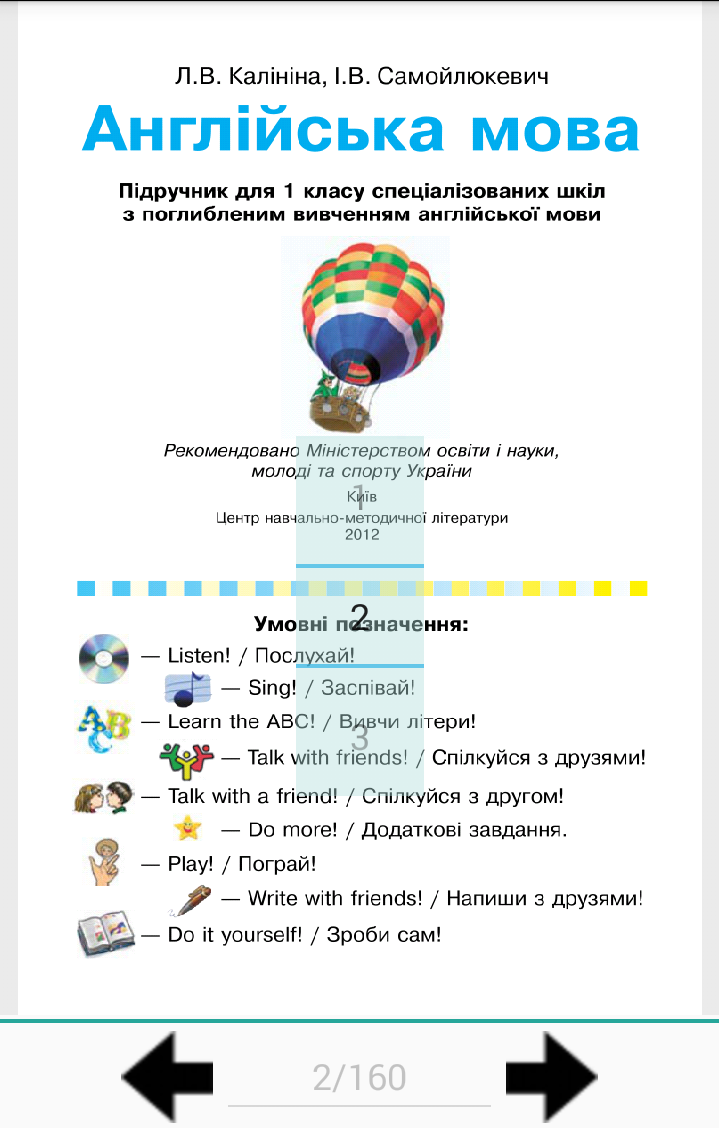 Л.В. Калініна, І.В. Самойлюкевич
Англійська мова
Підручник для 1 класу спеціалізованих шкіл
з поглибленим вивченням англійської мови
Рекомендовано Міністерством освіти і науки,
молоді та спорту України
1
Київ
Центр навчально-методичної літератури
2012
2
Умовні позначення:
— Listen! / Послухай!
— Sing! / Заспівай!
ABC
— Learn the ABC! / Вивчи літери!
3
— Talk with friends! / Спілкуйся з друзями!
— Talk with a friend! / Спілкуйся з другом!
— Do more! / Додаткові завдання.
— Play! / Пограй!
— Write with friends! / Напиши з друзями!
— Do it yourself! / Зроби сам!
2/160